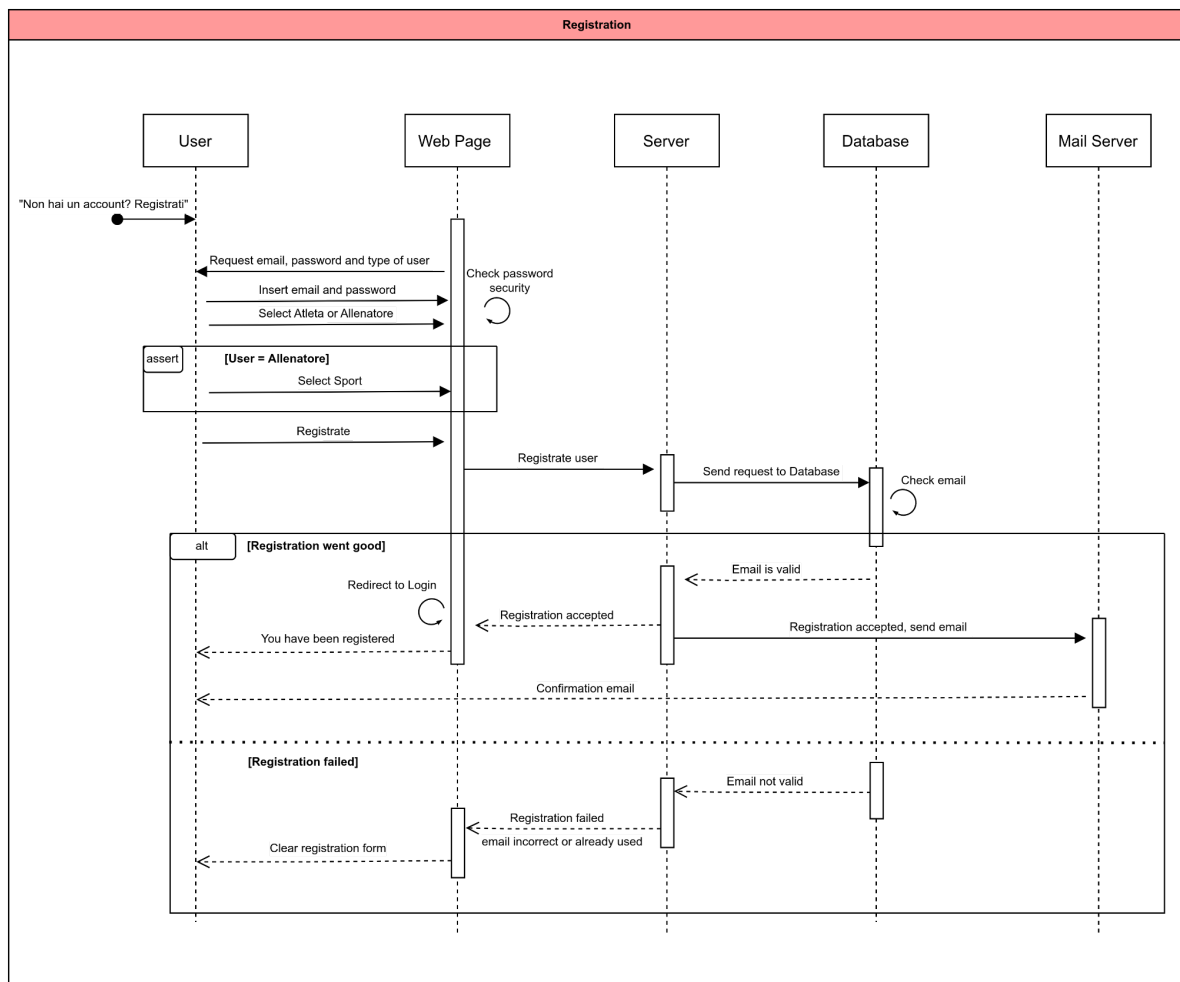 Registration
User
Web Page
Server
Database
Mail Server
"Non hai un account? Registrati"
Request email, password and type of user
Check password
security
Insert email and password
Select Atleta or Allenatore
assert
[User = Allenatore]
Select Sport
Registrate
Registrate user
Send request to Database
Check email
alt
[Registration went good]
Email is valid
Redirect to Login
Registration accepted
Registration accepted, send email
You have been registered
Confirmation email
[Registration failed]
Email not valid
Registration failed
email incorrect or already used
Clear registration form